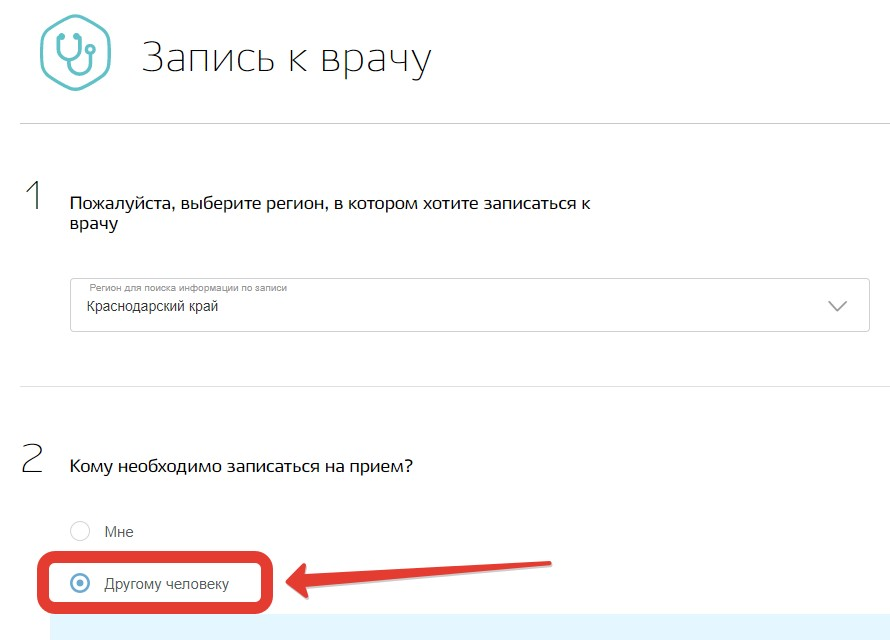 Запись к врачу
1
Пожалуйста, выберите регион, в котором хотите записаться к
врачу
Регион для поиска информации по записи
Краснодарский край
2
Кому необходимо записаться на прием?
Мне
Другому человеку